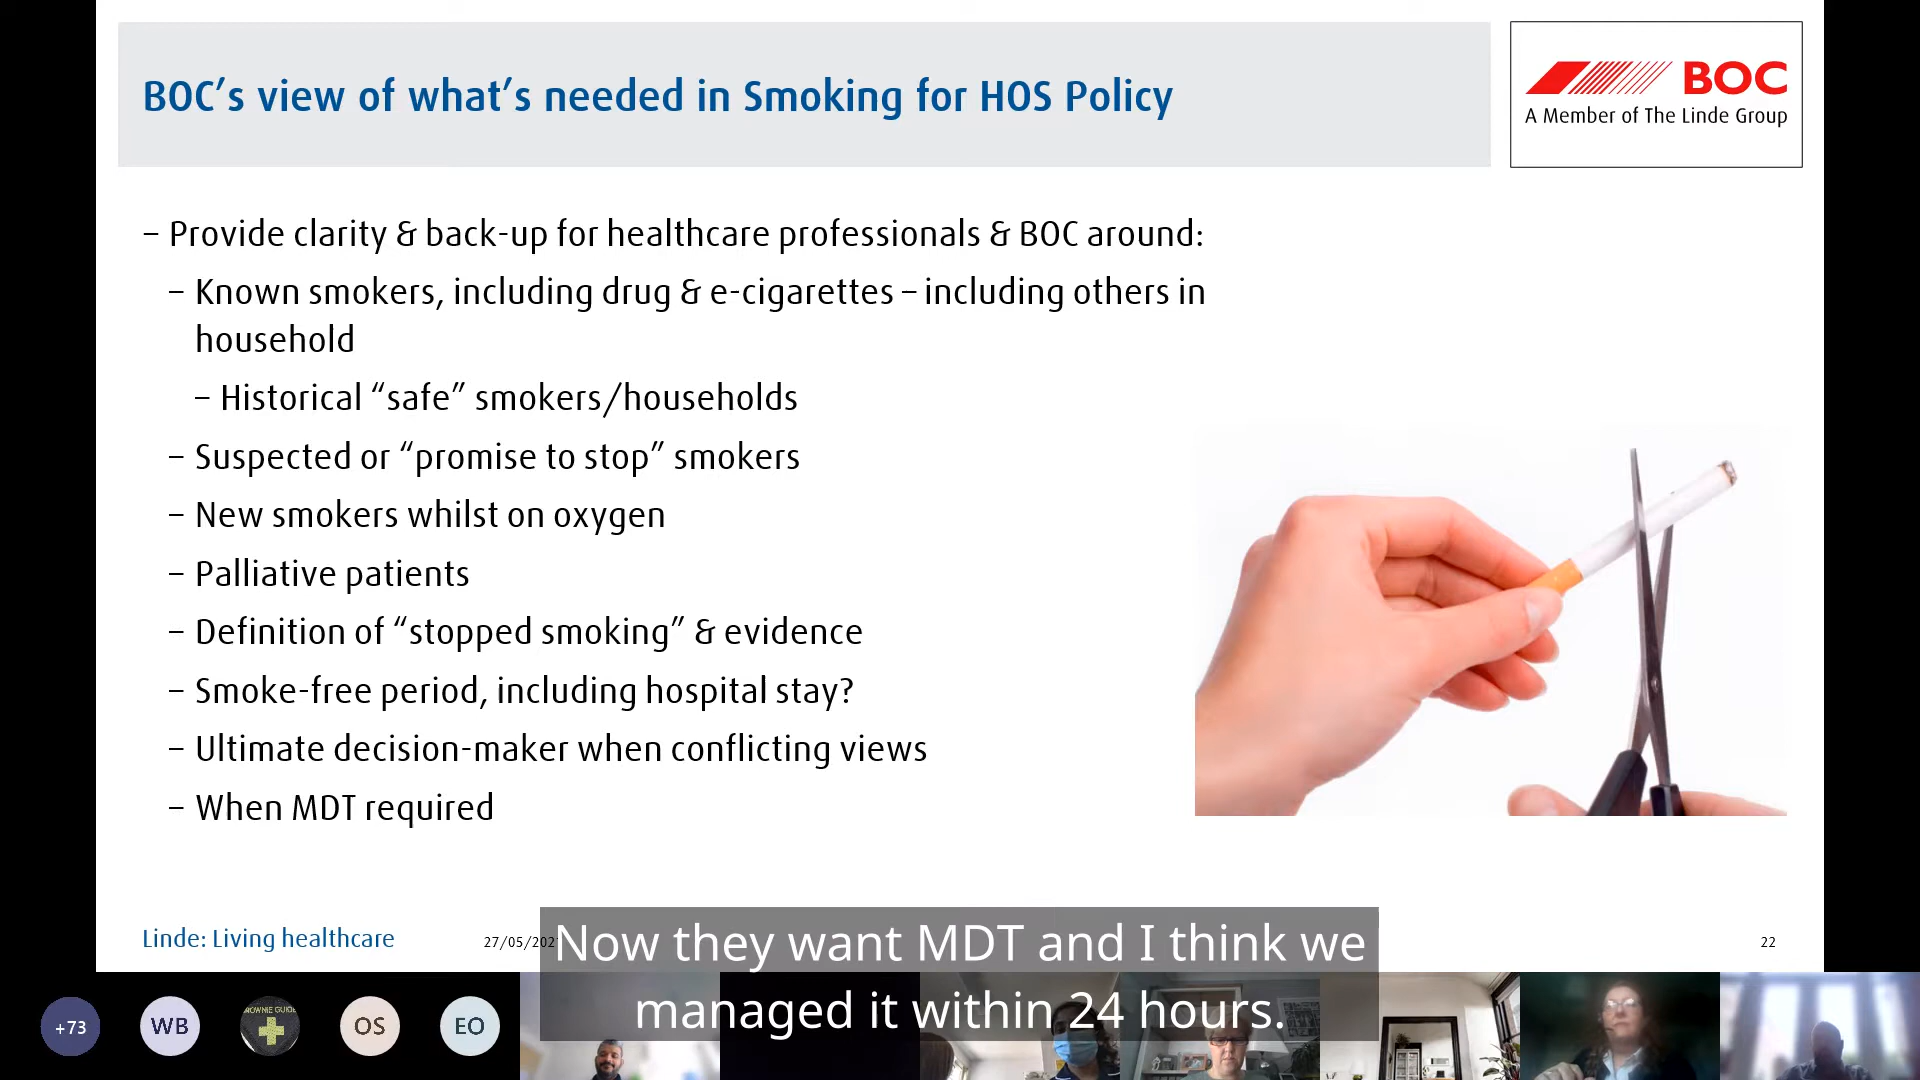 BOC's view of what's needed in Smoking for HOS Policy
BOC
A Member of The Linde Group
– Provide clarity & back-up for healthcare professionals & BOC around:
– Known smokers, including drug & e-cigarettes – including others in
household
– Historical “safe” smokers/households
– Suspected or “promise to stop” smokers
– New smokers whilst on oxygen
– Palliative patients
– Definition of “stopped smoking” & evidence
– Smoke-free period, including hospital stay?
– Ultimate decision-maker when conflicting views
– When MDT required
Linde: Living healthcare
22
Now they want MDT and I think we
managed it within 24 hours.
+73
WB
OS
EO